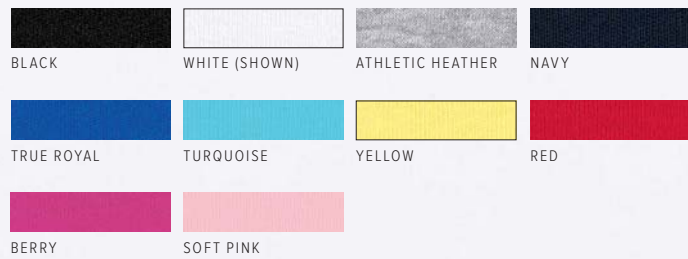 BLACK
WHITE (SHOWN)
ATHLETIC HEATHER
NAVY
TRUE ROYAL
TURQUOISE
YELLOW
RED
BERRY
SOFT PINK